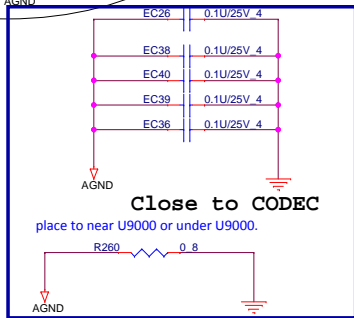 AGND
EC26 0.1U/25V_4
EC38 0.1U/25V_4
EC40 0.1U/25V_4
EC39 0.1U/25V_4
EC36 0.1U/25V_4
AGND
Close to CODEC
place to near U9000 or under U9000.
R260 0_8
AGND